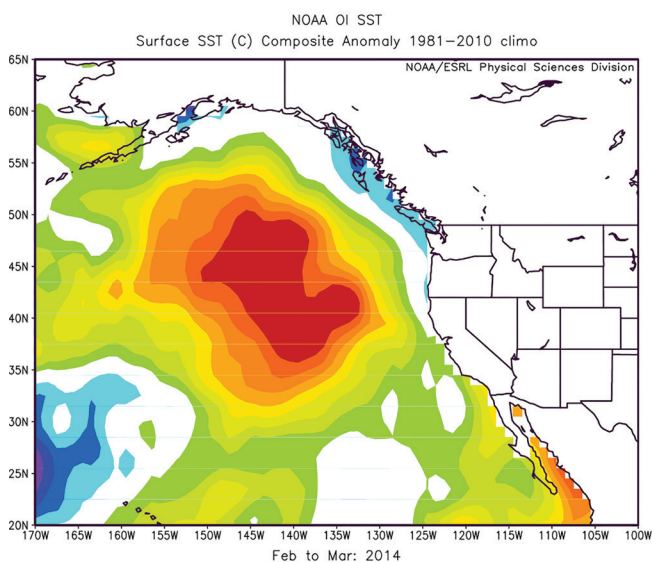 NOAA OI SST
Surface SST (C) Composite Anomaly 1981-2010 climo
NOAA/ESRL Physical Sciences Division
65N
60N
55N
50N
45N
40N
35N
30N
25N
20N
170W 165W 160W 155W 150W 145W 140W 135W 130W 125W 120W 115W 110W 105W 100W
Feb to Mar: 2014